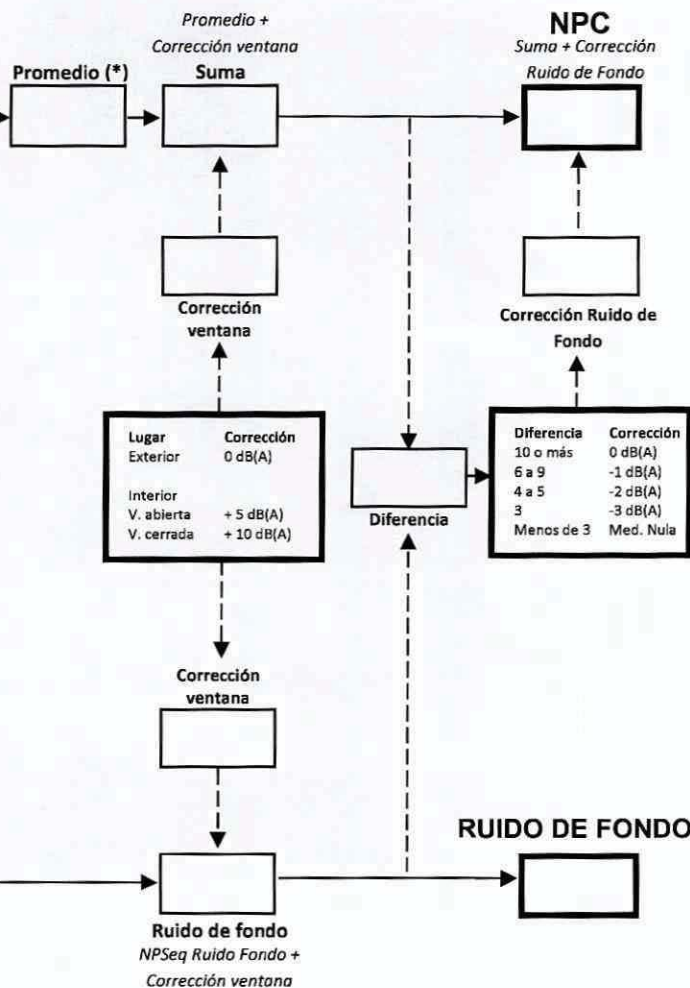 Promedio +
Corrección ventana
Suma
Promedio (*)
NPC
Suma + Corrección
Ruido de Fondo
Corrección
ventana
Corrección Ruido de
Fondo
Lugar Corrección
Exterior 0 dB(A)
Interior
V. abierta + 5 dB(A)
V. cerrada + 10 dB(A)
Diferencia
Diferencia Corrección
10 o más 0 dB(A)
6 a 9 -1 dB(A)
4 a 5 -2 dB(A)
3 -3 dB(A)
Menos de 3 Med. Nula
Corrección
ventana
RUIDO DE FONDO
Ruido de fondo
NPSeq Ruido Fondo +
Corrección ventana